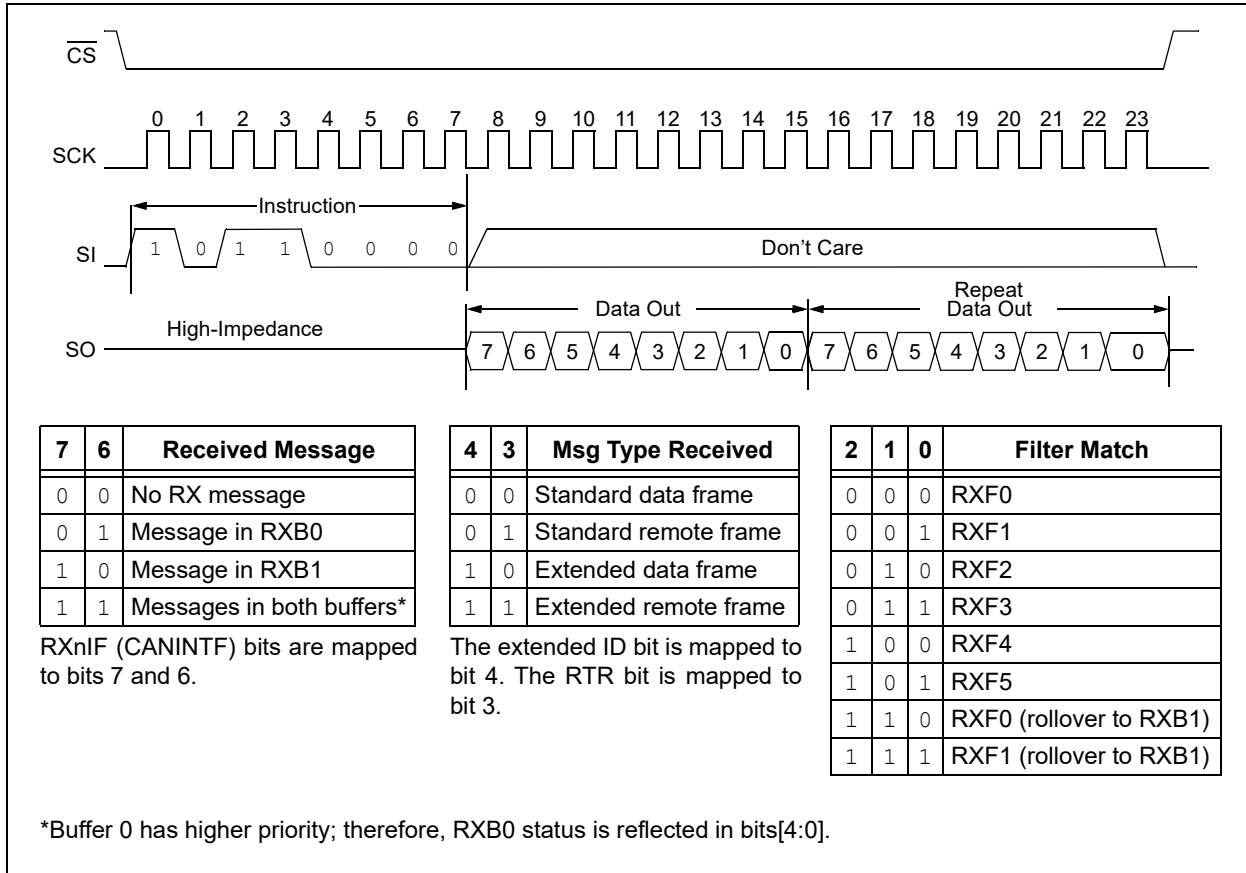 CS
0 1 2 3 4 5 6 7 8 9 10 11 12 13 14 15 16 17 18 19 20 21 22 23
SCK
Instruction
SI 1 0 1 1 0 0 0 0 Don't Care
Data Out
Repeat
Data Out
High-Impedance
SO 7 6 5 4 3 2 1 0 7 6 5 4 3 2 1 0
7 6 Received Message
0 0 No RX message
0 1 Message in RXB0
1 0 Message in RXB1
1 1 Messages in both buffers*
RXnIF (CANINTF) bits are mapped
to bits 7 and 6.
4 3 Msg Type Received
0 0 Standard data frame
0 1 Standard remote frame
1 0 Extended data frame
1 1 Extended remote frame
The extended ID bit is mapped to
bit 4. The RTR bit is mapped to
bit 3.
2 1 0 Filter Match
0 0 0 RXF0
0 0 1 RXF1
0 1 0 RXF2
0 1 1 RXF3
1 0 0 RXF4
1 0 1 RXF5
1 1 0 RXF0 (rollover to RXB1)
1 1 1 RXF1 (rollover to RXB1)
*Buffer 0 has higher priority; therefore, RXB0 status is reflected in bits[4:0].